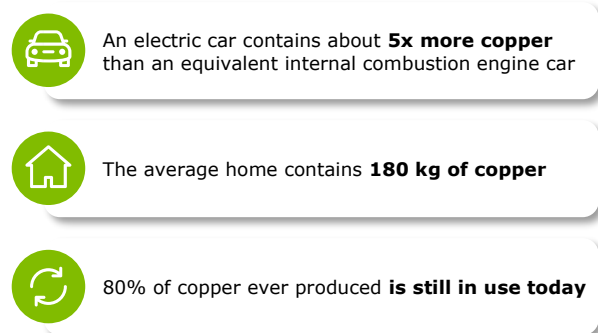 An electric car contains about 5x more copper
than an equivalent internal combustion engine car
The average home contains 180 kg of copper
80% of copper ever produced is still in use today